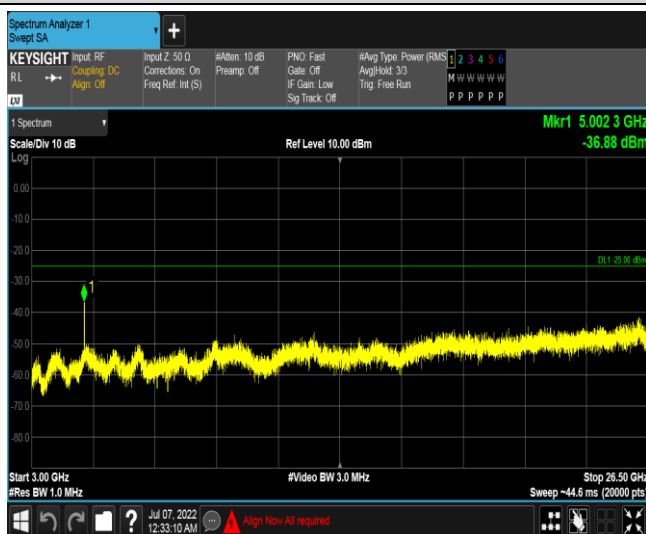 Spectrum Analyzer 1
Swept SA
+
KEYSIGHT
RL
LXI
Input: RF
Coupling: DC
Align: Off
Input Z: 50 Ω
Corrections: On
Freq Ref: Int (S)
#Atten: 10 dB
Preamp: Off
PNO: Fast
Gate: Off
IF Gain: Low
Sig Track: Off
#Avg Type: Power (RMS
Avg|Hold: 3/3
Trig: Free Run
1 2 3 4 5 6
M W W W W W
P P P P P P
1 Spectrum
Mkr1 5.002 3 GHz
Scale/Div 10 dB
Ref Level 10.00 dBm
-36.88 dBm
Log
0.00
-10.0
-20.0
DL1 -25.00 dBm
-30.0
1
-40.0
-50.0
-60.0
-70.0
-80.0
Start 3.00 GHz
#Video BW 3.0 MHz
Stop 26.50 GHz
#Res BW 1.0 MHz
Sweep ~44.6 ms (20000 pts)
?
Jul 07, 2022
12:33:10 AM
Align Now All required